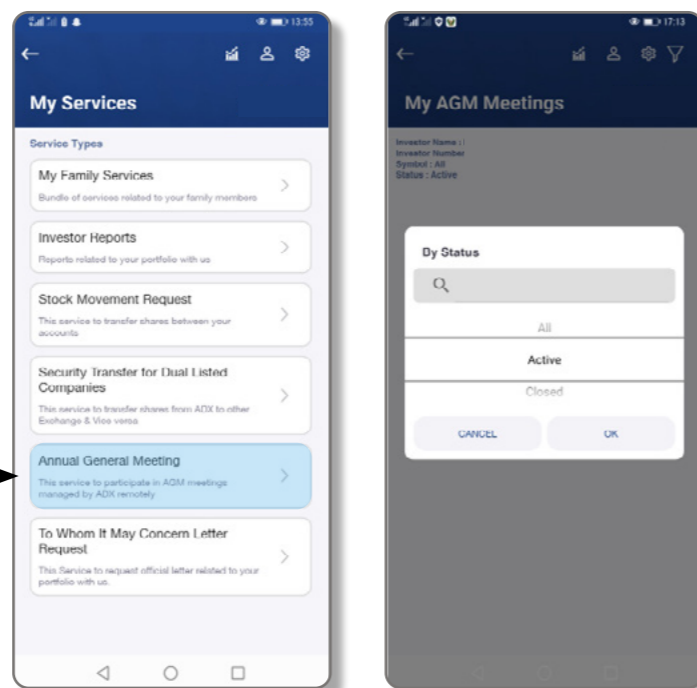 13:55
My Services
Service Types
My Family Services
Bundle of services related to your family members
Investor Reports
Reports related to your portfolio with us
Stock Movement Request
This service to transfer shares between your
accounts
Security Transfer for Dual Listed
Companies
This service to transfer shares from ADX to other
Exchange & Vice versa
Annual General Meeting
This service to participate in AGM meetings
managed by ADX remotely
To Whom It May Concern Letter
Request
This Service to request official letter related to your
portfolio with us.
17:13
My AGM Meetings
Investor Name :
Investor Number
Symbol : All
Status : Active
By Status
All
Active
Closed
CANCEL OK